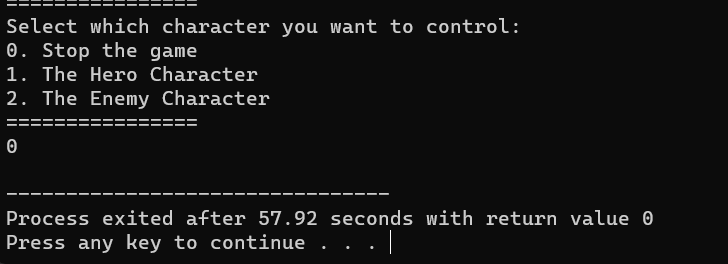 ================
Select which character you want to control:
0. Stop the game
1. The Hero Character
2. The Enemy Character
================
0
--------------------------------
Process exited after 57.92 seconds with return value 0
Press any key to continue . . .